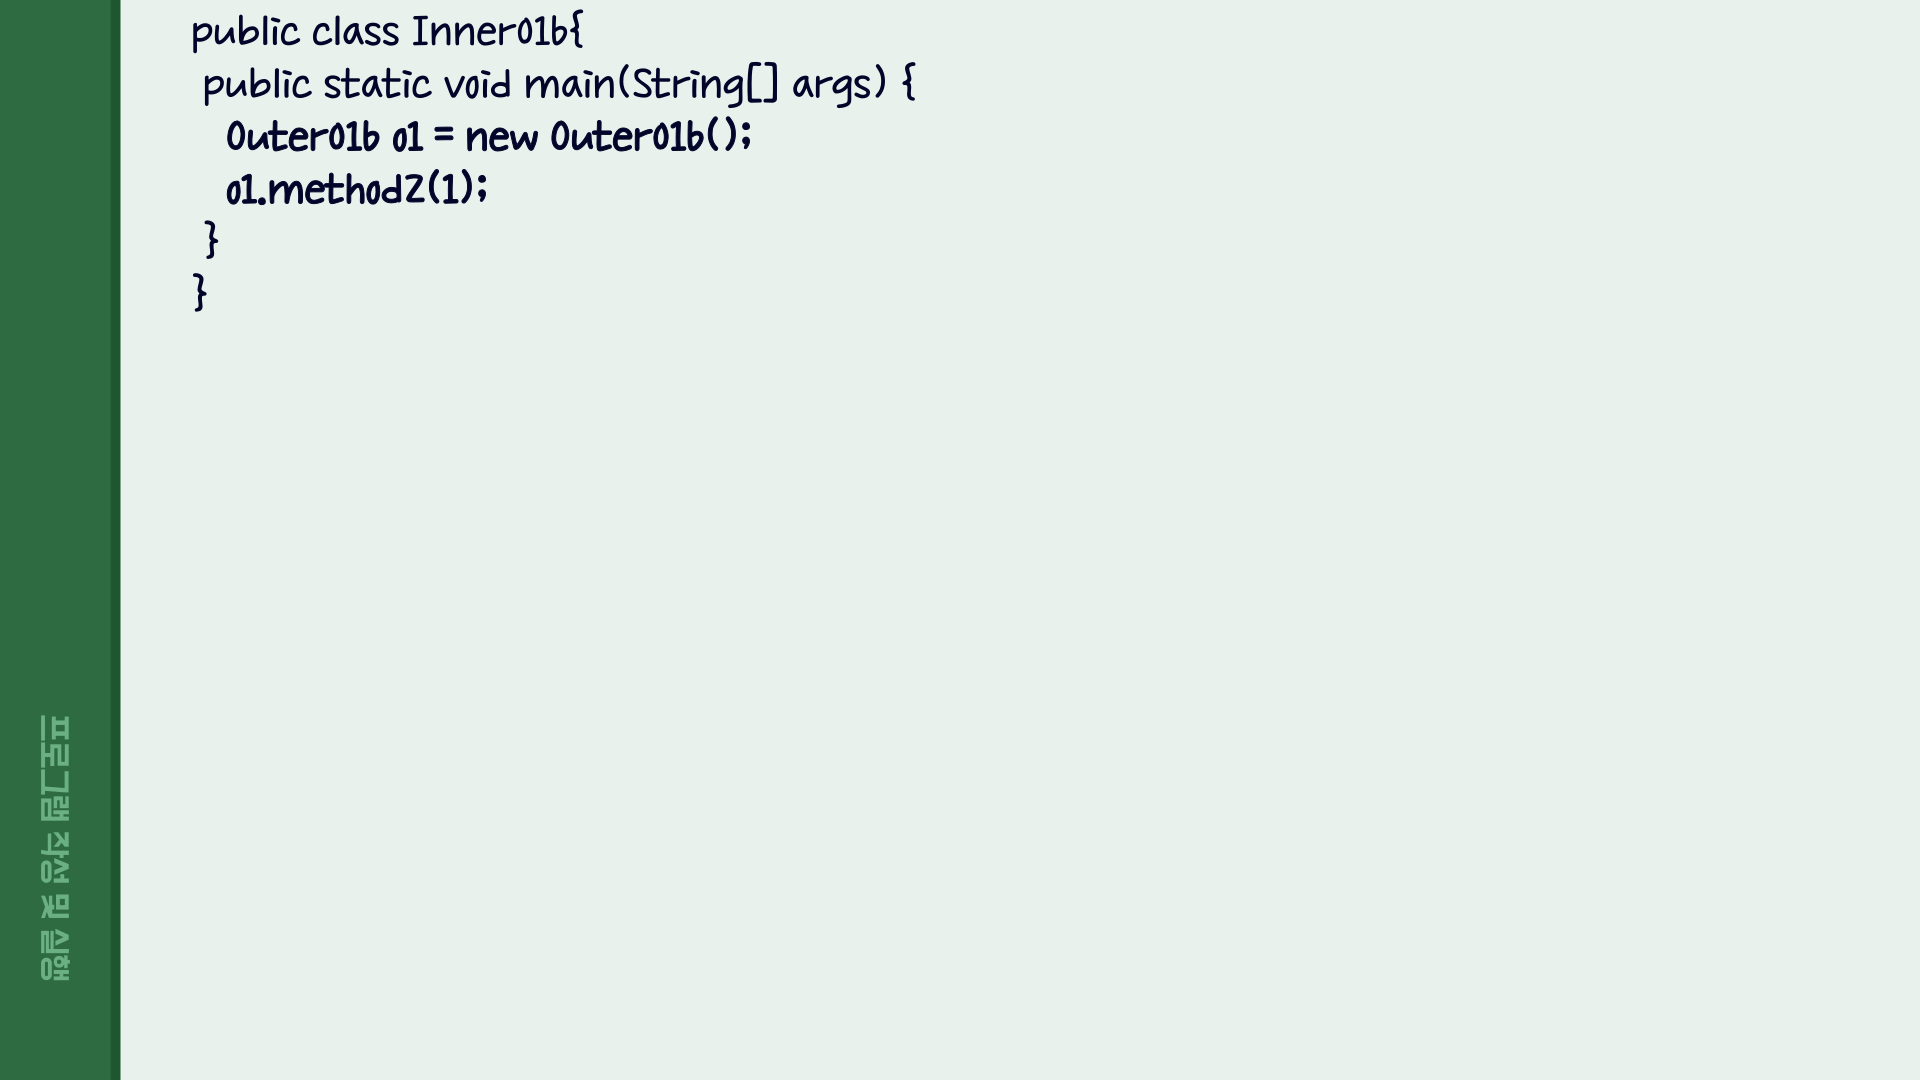 public class Inner01b{
 public static void main(String[] args) {
   Outer01b o1 = new Outer01b();
   o1.method2(1);
 }
}
프로그램 작성 및 실행